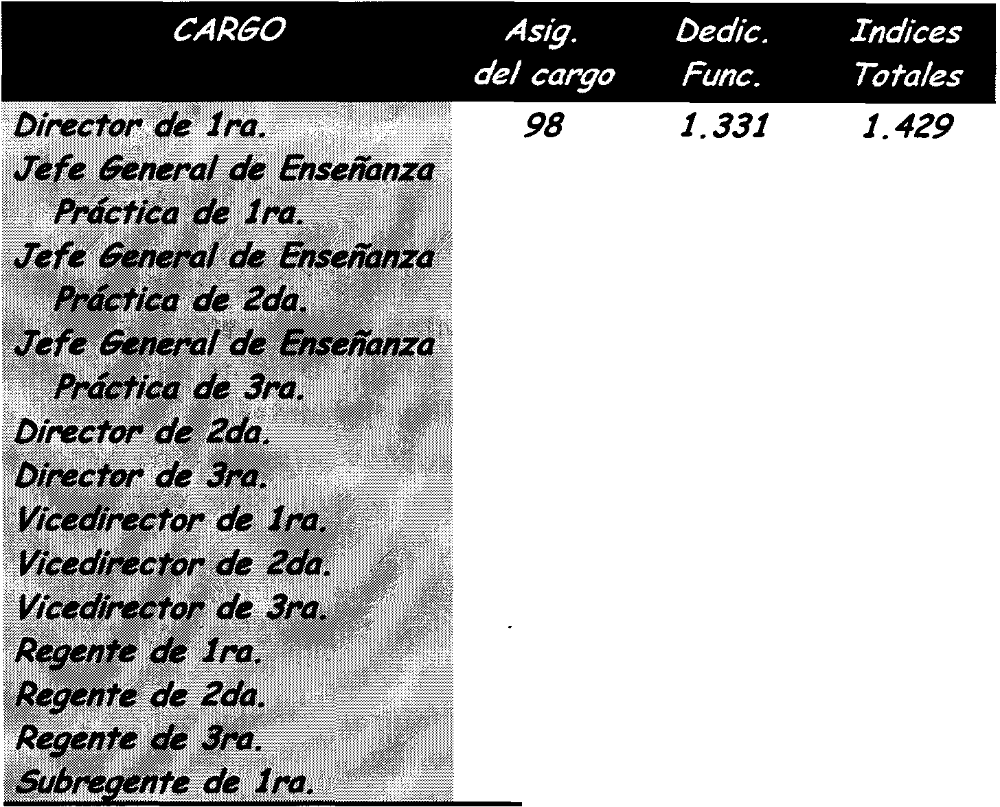 CARGO Asig. Dedic. Indices
del cargo Func. Totales
Director de 1ra. 98 1.331 1.429
Jefe General de Enseñanza
Práctica de 1ra.
Jefe General de Enseñanza
Práctica de 2da.
Jefe General de Enseñanza
Práctica de 3ra.
Director de 2da.
Director de 3ra.
Vicedirector de 1ra.
Vicedirector de 2da.
Vicedirector de 3ra.
Regente de 1ra.
Regente de 2da.
Regente de 3ra.
Subregente de 1ra.